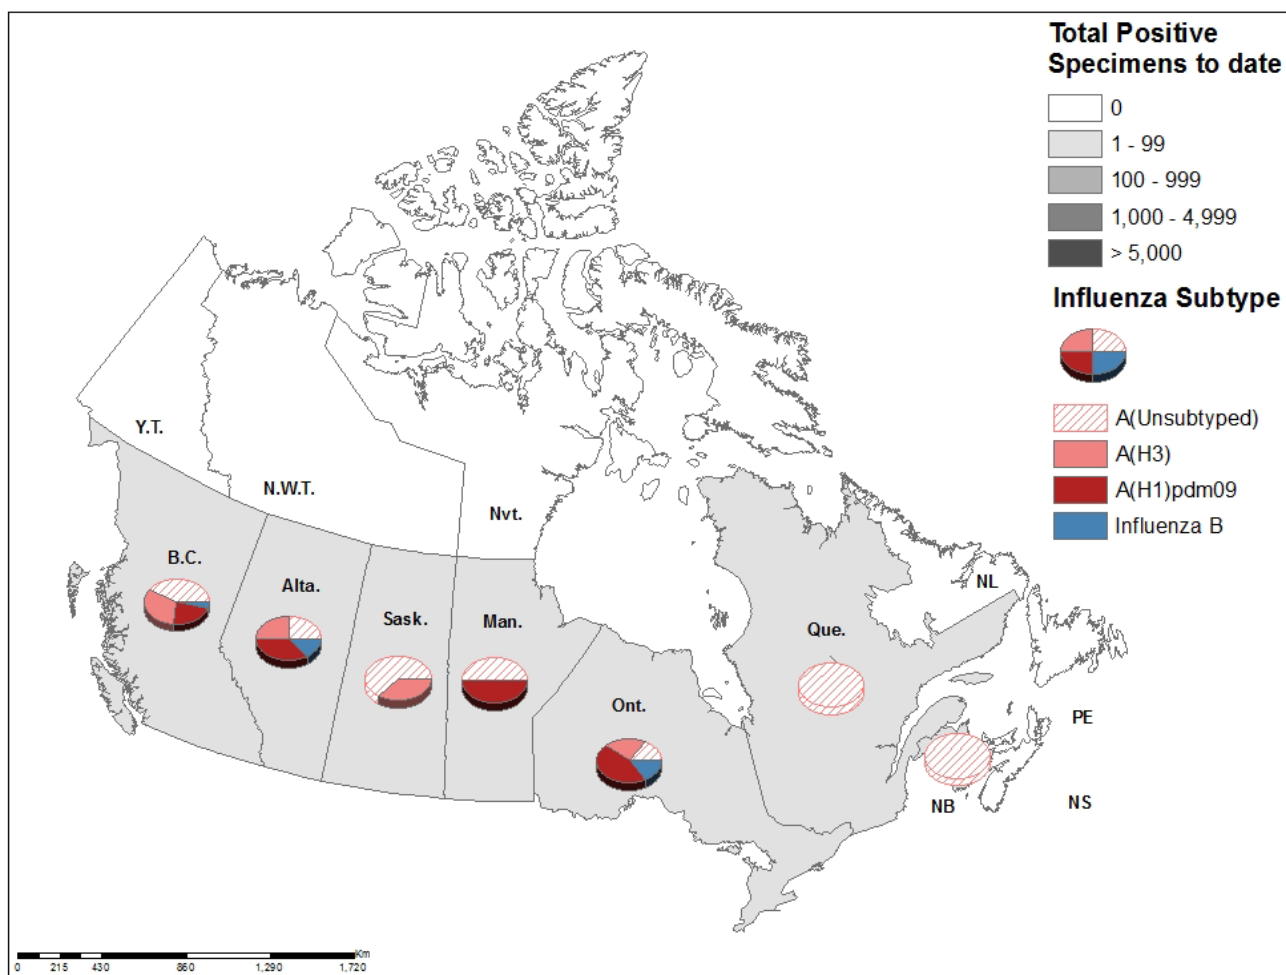 Total Positive
Specimens to date
0
1 - 99
100 - 999
1,000 - 4,999
> 5,000
Influenza Subtype
A(Unsubtyped)
A(H3)
A(H1)pdm09
Influenza B
Y.T.
N.W.T.
Nvt.
B.C.
Alta.
Sask.
Man.
Ont.
Que.
NL
PE
NB
NS
Km
0 215 430 860 1,290 1,720